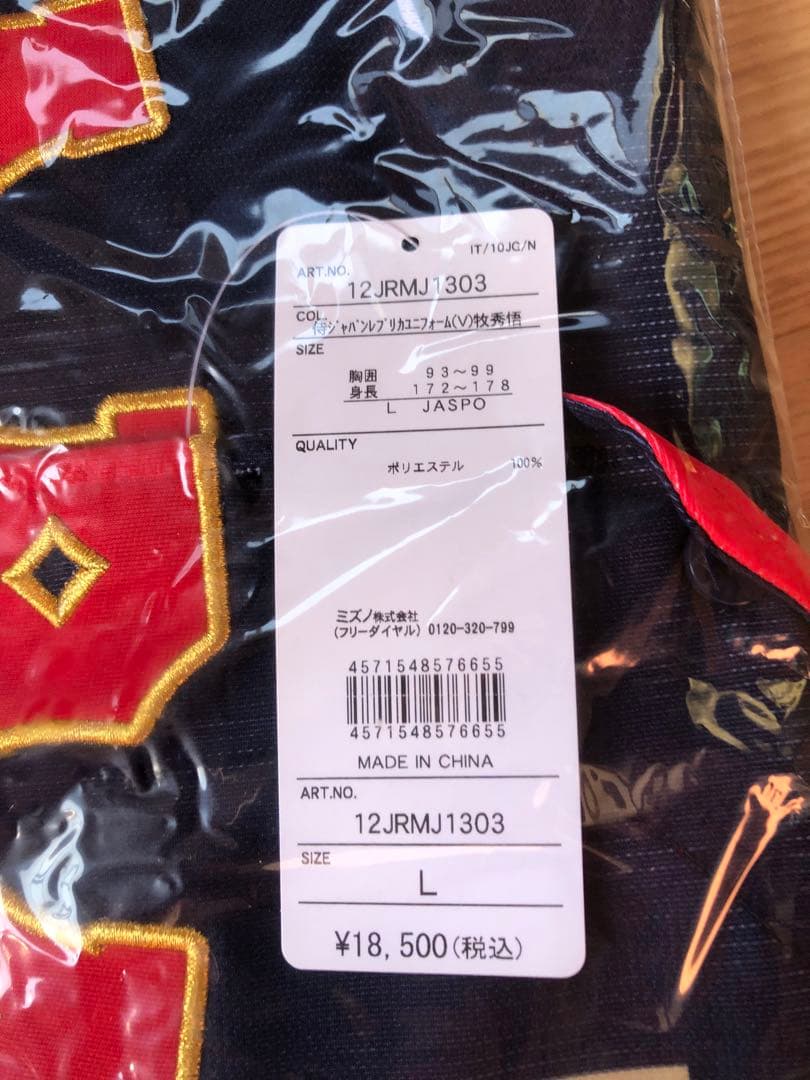 IT/10JC/N
ART.NO.
12JRMJ1303
COL.
侍ジャパンレプリカユニフォーム(V)牧秀悟
SIZE
胸囲 93～99
身長 172～178
L JASPO
QUALITY
ポリエステル 100%
ミズノ株式会社
(フリーダイヤル) 0120-320-799
4571548576655
4571548576655
MADE IN CHINA
ART.NO.
12JRMJ1303
SIZE
L
¥18,500(税込)